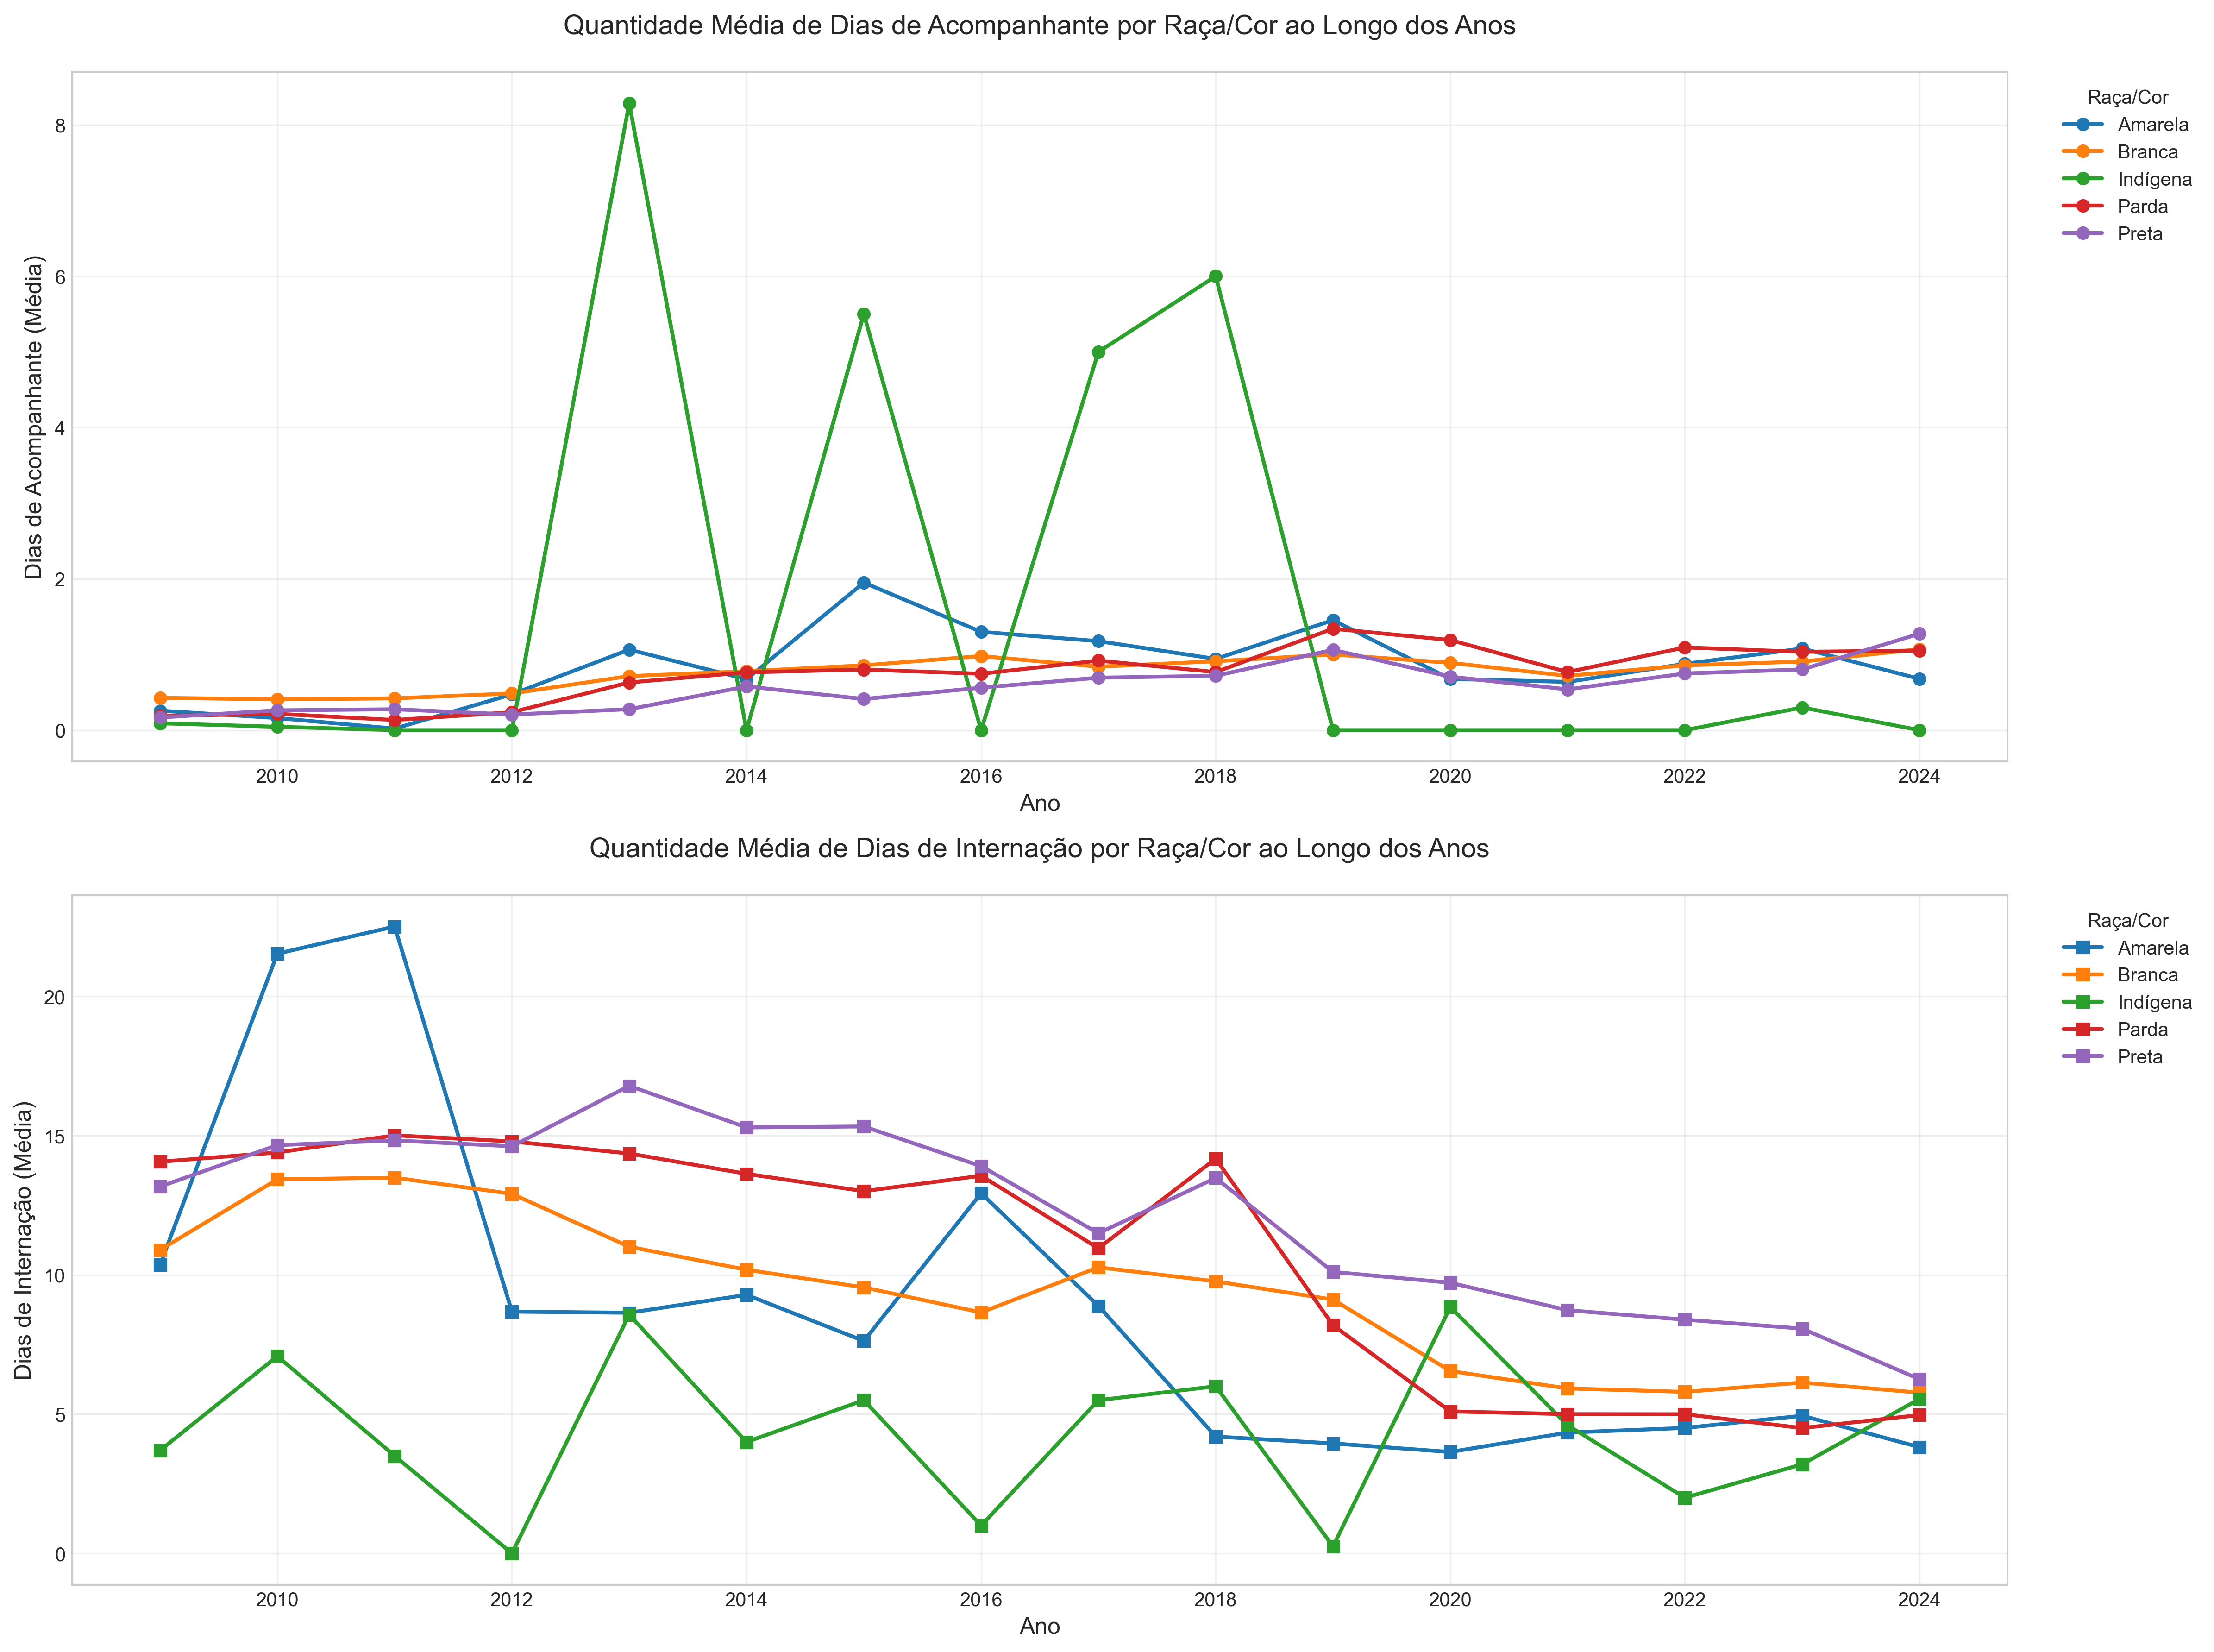 Quantidade Média de Dias de Acompanhante por Raça/Cor ao Longo dos Anos
Dias de Acompanhante (Média)
8
6
4
2
0
2010 2012 2014 2016 2018 2020 2022 2024
Ano
Raça/Cor
Amarela
Branca
Indígena
Parda
Preta
Quantidade Média de Dias de Internação por Raça/Cor ao Longo dos Anos
Dias de Internação (Média)
20
15
10
5
0
2010 2012 2014 2016 2018 2020 2022 2024
Ano
Raça/Cor
Amarela
Branca
Indígena
Parda
Preta